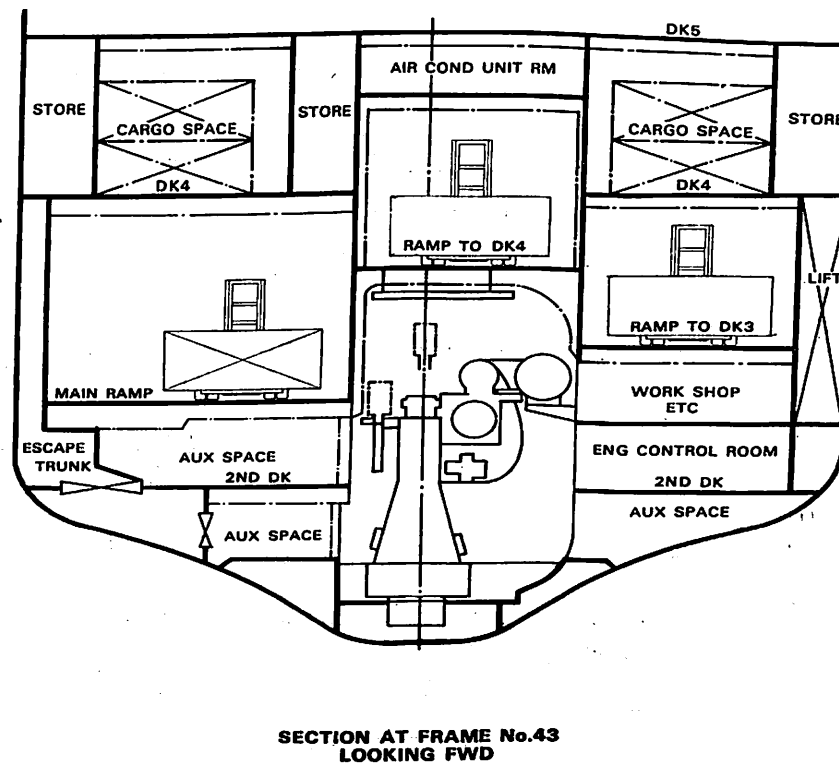 DK5
AIR COND UNIT RM
STORE
CARGO SPACE
DK4
STORE
CARGO SPACE
DK4
STORE
RAMP TO DK4
LIFT
RAMP TO DK3
MAIN RAMP
WORK SHOP
ETC
ESCAPE
TRUNK
AUX SPACE
2ND DK
ENG CONTROL ROOM
2ND DK
AUX SPACE
AUX SPACE
SECTION AT FRAME No.43
LOOKING FWD